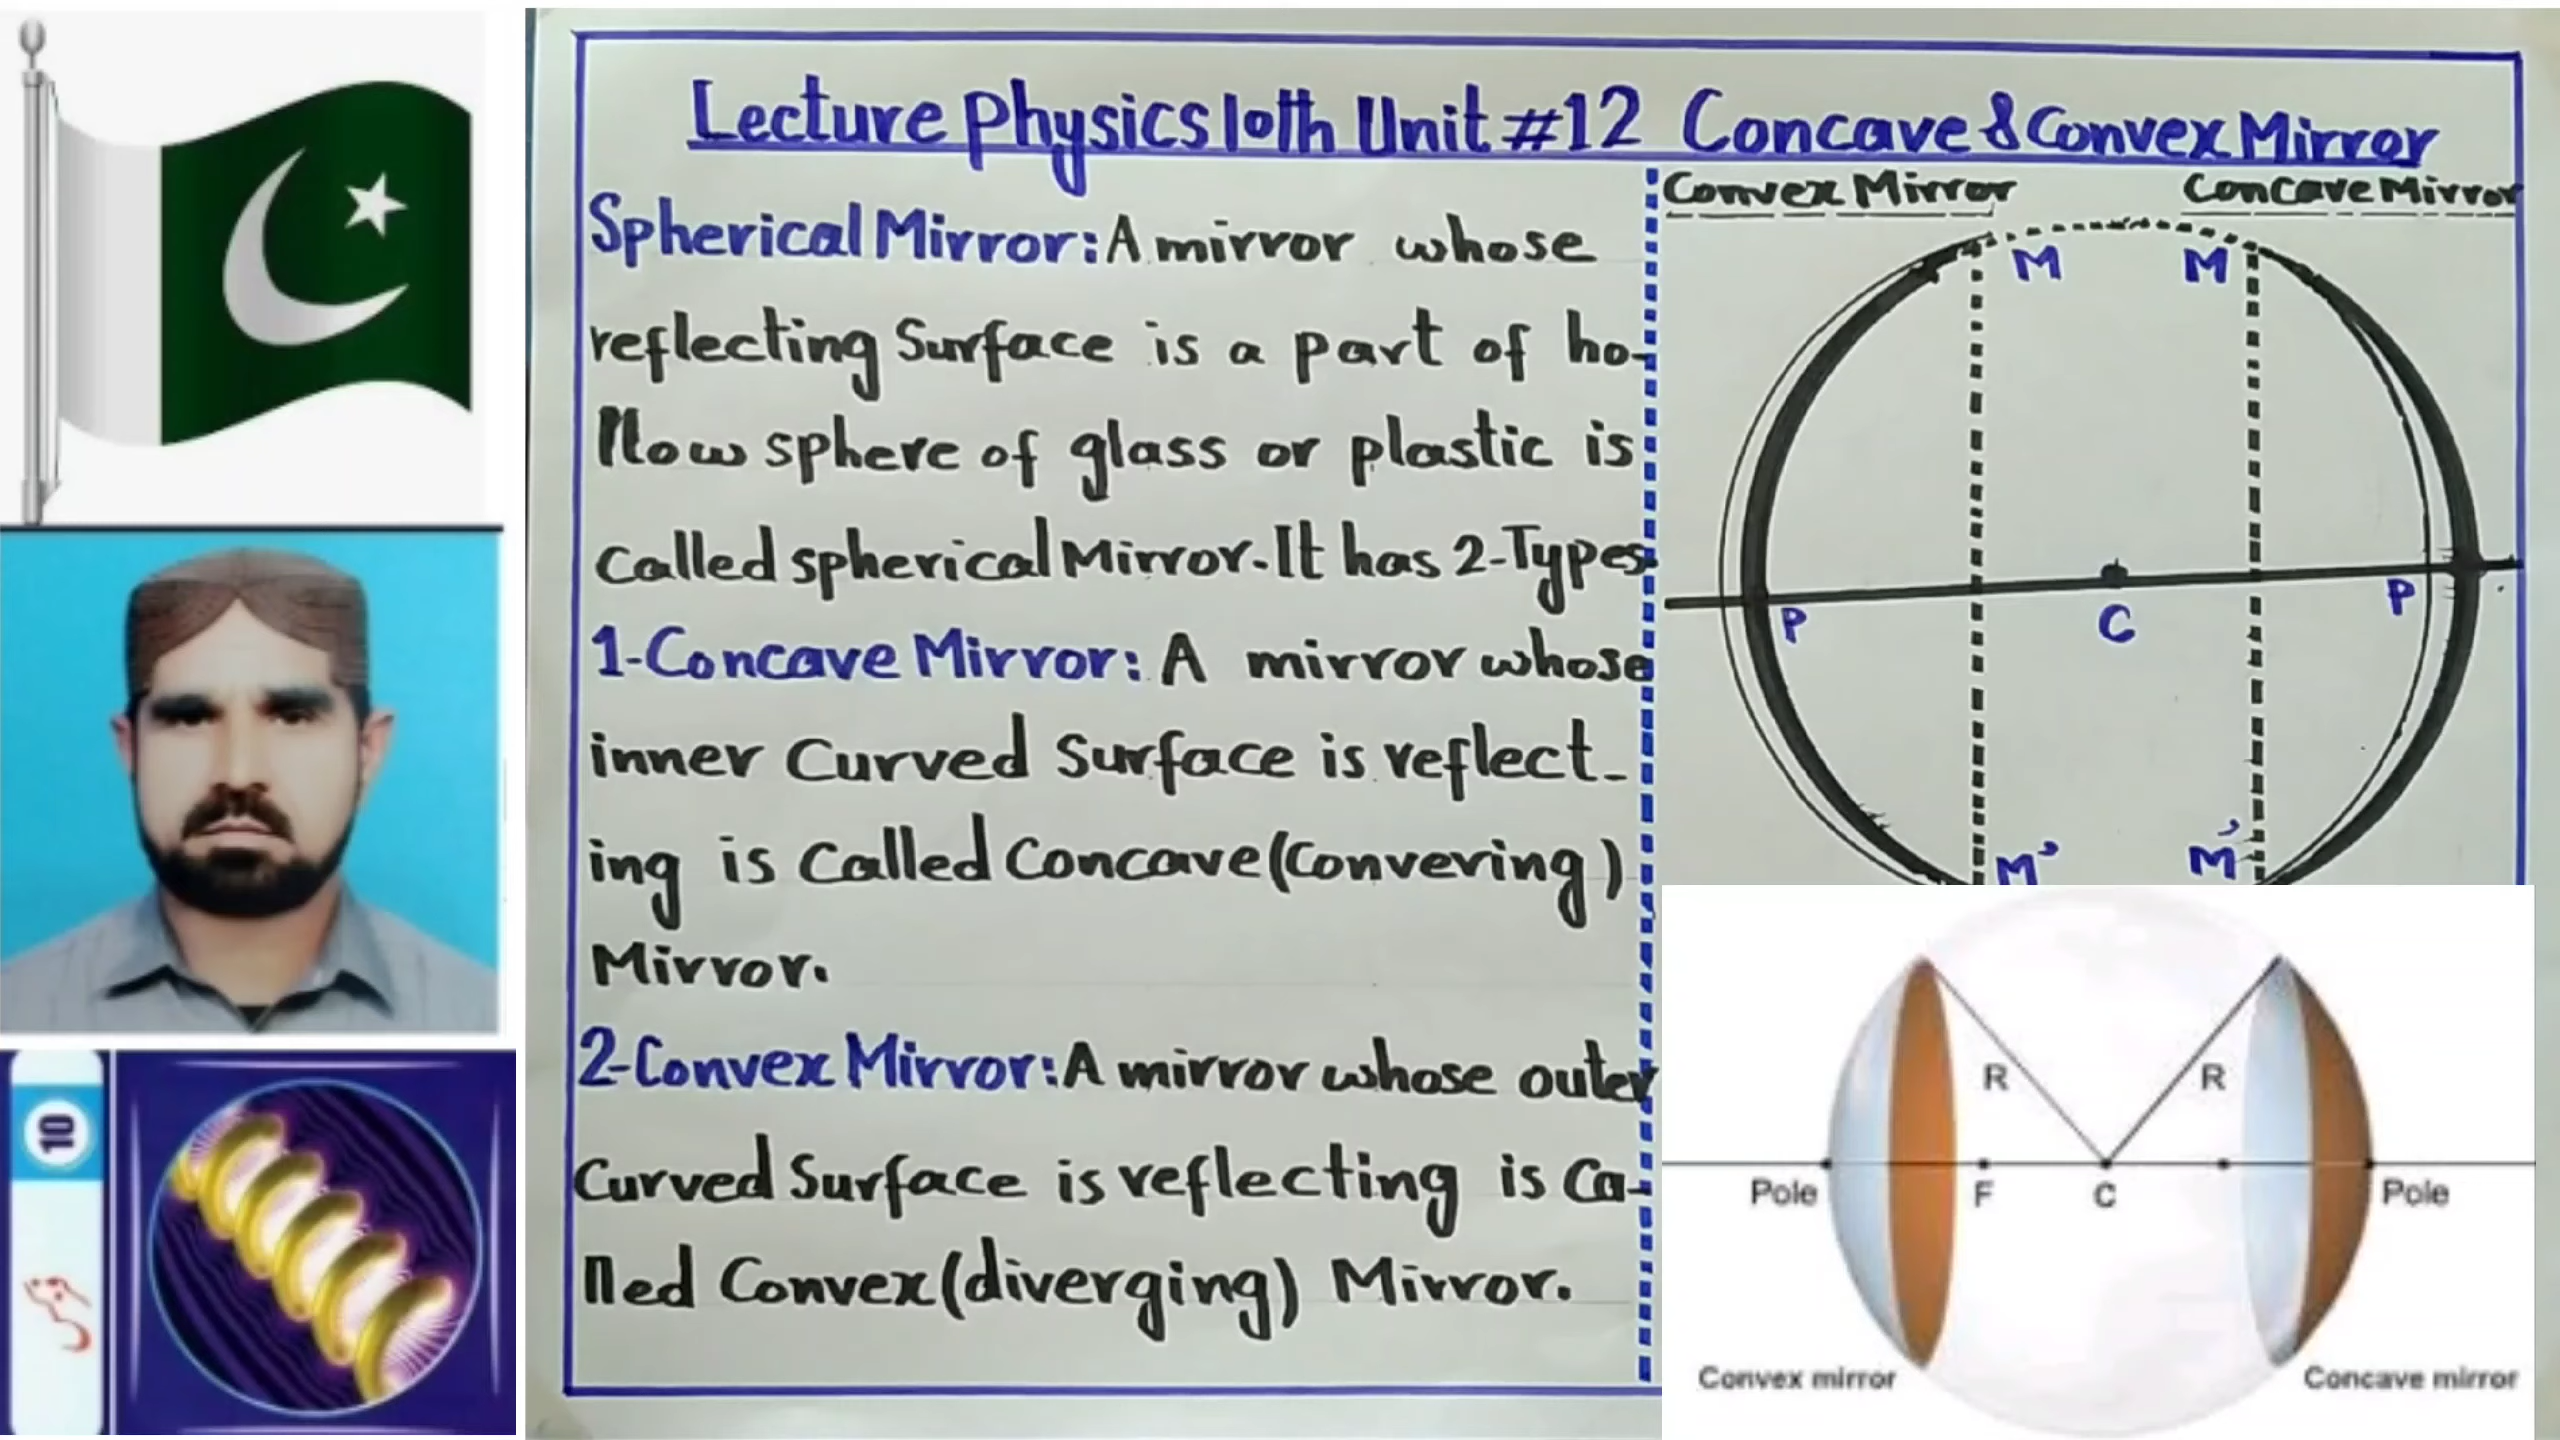 Lecture Physics 10th Unit #12 Concave & Convex Mirror
Spherical Mirror: A mirror whose
reflecting Surface is a part of ho-
llow sphere of glass or plastic is
Called spherical Mirror. It has 2-Types
1-Concave Mirror: A mirror whose
inner Curved Surface is reflect-
ing is Called Concave (Convering)
Mirror.
2-Convex Mirror: A mirror whose outer
Curved Surface is reflecting is Ca-
lled Convex (diverging) Mirror.
Convex Mirror Concave Mirror
M M
P C P
M' M'
R R
Pole F C Pole
Convex mirror Concave mirror
10